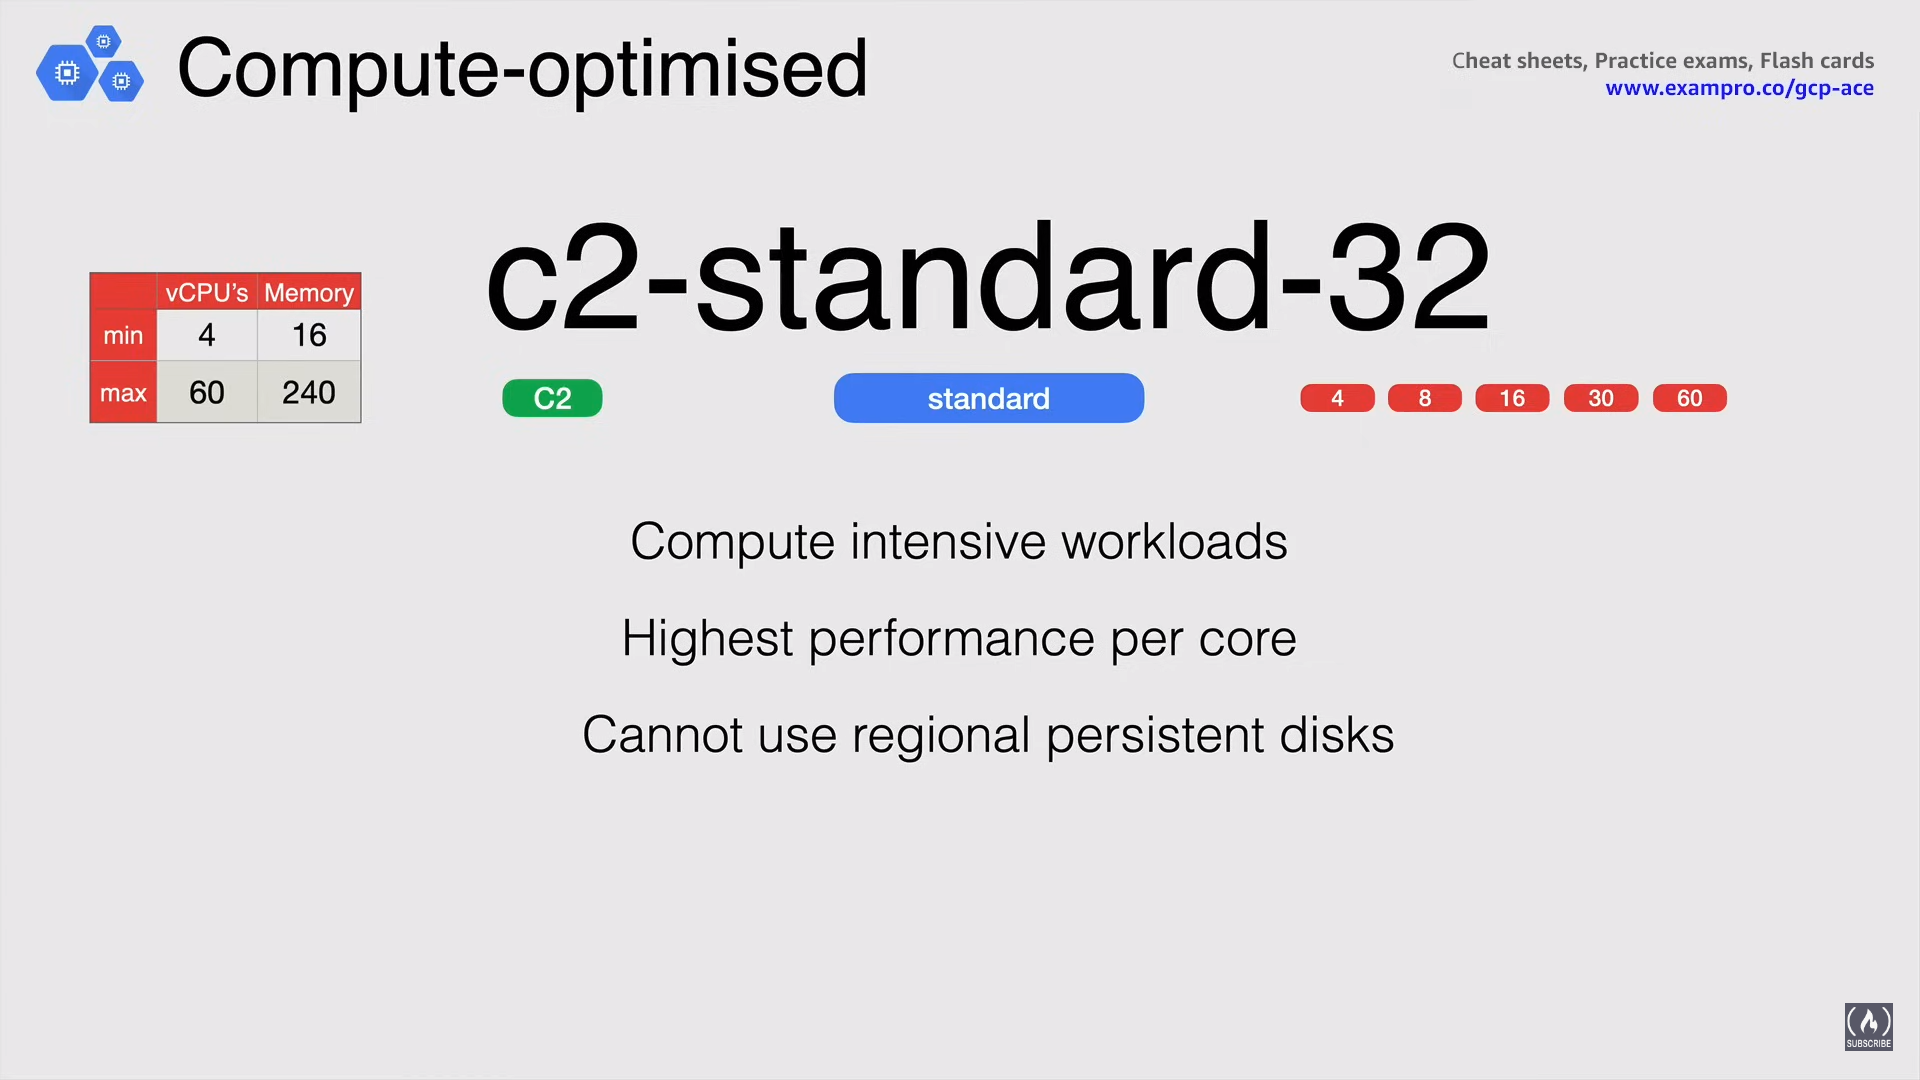 Compute-optimised
Cheat sheets, Practice exams, Flash cards
www.exampro.co/gcp-ace
c2-standard-32
vCPU’s Memory
min 4 16
max 60 240
C2 standard 4 8 16 30 60
Compute intensive workloads
Highest performance per core
Cannot use regional persistent disks
SUBSCRIBE